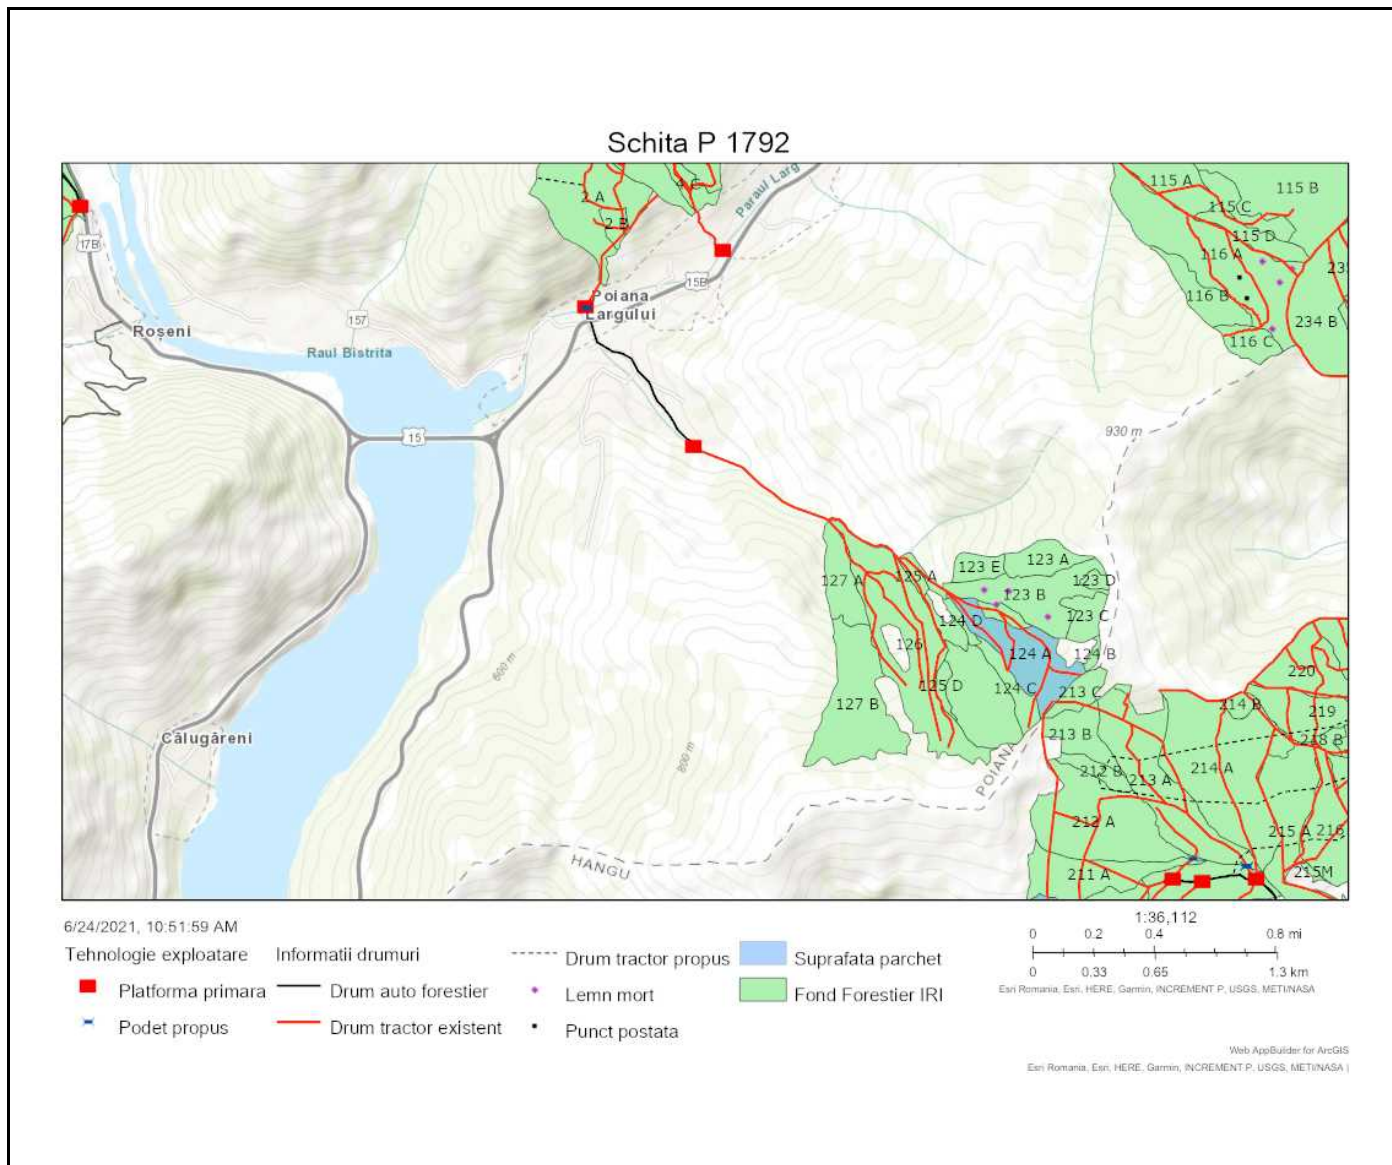 Schita P 1792
115 A
115 B
2 A
4 C
Paraul Larg
115 C
2 B
17B
115 D
116 A
235
15B
Poiana
Largului
116 B
157
234 B
Roșeni
Raul Bistrita
116 C
15
930 m
123 A
123 E
125 A
127 A
123 D
123 B
123 C
124 D
126
124 A
124 B
600 m
220
125 D
124 C
213 C
127 B
214 B
219
213 B
218 B
Călugăreni
800 m
POIANA
212 B
213 A
214 A
212 A
215 A
216
HANGU
211 A
215M
6/24/2021, 10:51:59 AM
1:36,112
0 0.2 0.4 0.8 mi
0 0.33 0.65 1.3 km
Esri Romania, Esri, HERE, Garmin, INCREMENT P, USGS, METI/NASA
Tehnologie exploatare
Platforma primara
Podet propus
Informatii drumuri
Drum auto forestier
Drum tractor existent
Drum tractor propus
Lemn mort
Punct postata
Suprafata parchet
Fond Forestier IRI
Web AppBuilder for ArcGIS
Esri Romania, Esri, HERE, Garmin, INCREMENT P, USGS, METI/NASA |